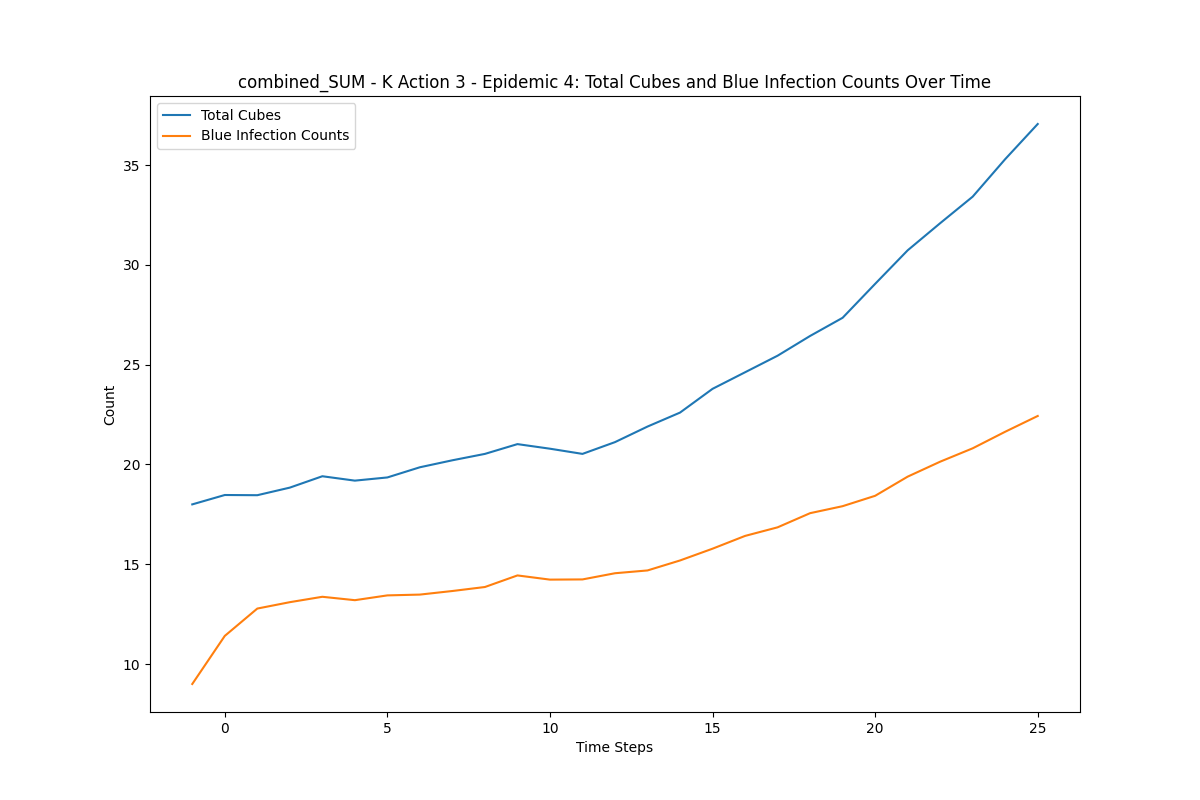 combined_SUM - K Action 3 - Epidemic 4: Total Cubes and Blue Infection Counts Over Time
Total Cubes
Blue Infection Counts
Count
35
30
25
20
15
10
0 5 10 15 20 25
Time Steps